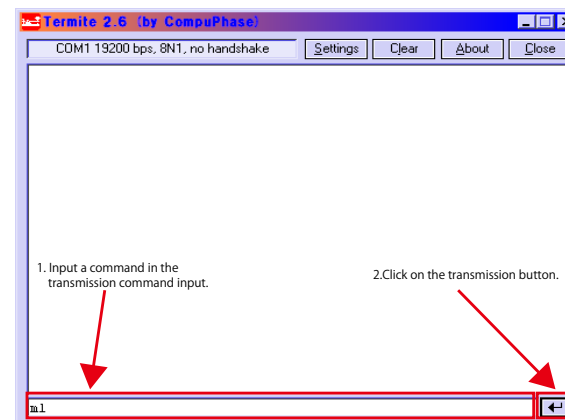 Termite 2.6 (by CompuPhase)
COM1 19200 bps, 8N1, no handshake Settings Clear About Close
1. Input a command in the
transmission command input.
2.Click on the transmission button.
m1